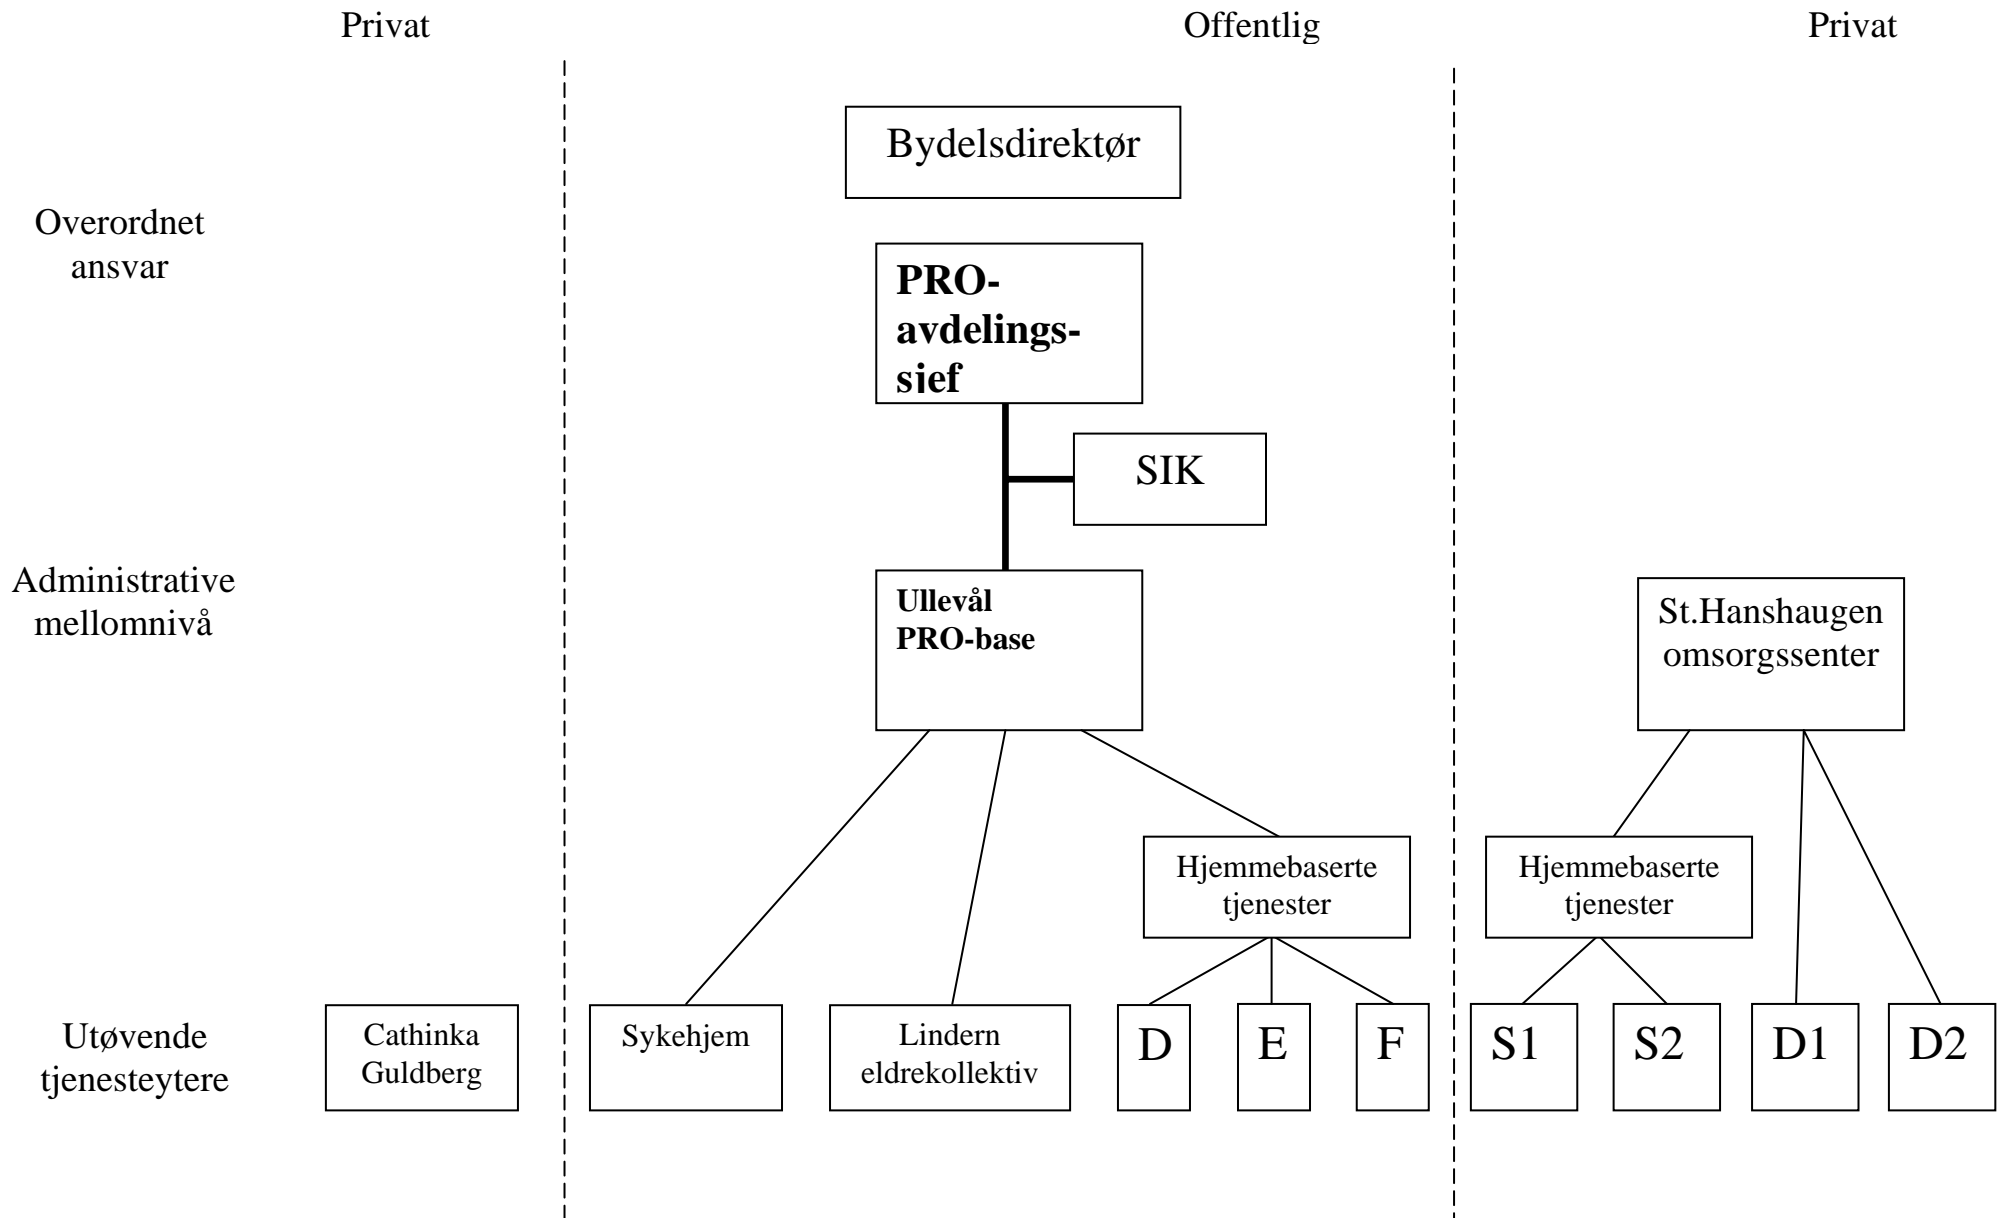 Privat
Offentlig
Privat
Bydelsdirektør
Overordnet
ansvar
PRO-
avdelings-
sjef
SIK
Administrative
mellomnivå
Ullevål
PRO-base
St.Hanshaugen
omsorgssenter
Hjemmebaserte
tjenester
Hjemmebaserte
tjenester
Utøvende
tjenesteytere
Cathinka
Guldberg
Sykehjem
Lindern
eldrekollektiv
D
E
F
S1
S2
D1
D2